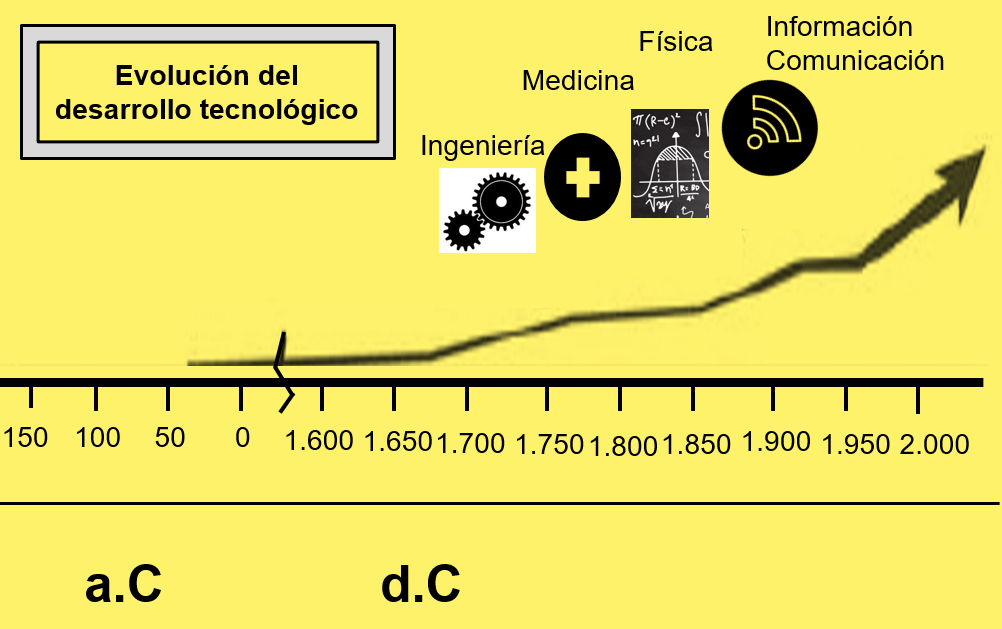 Evolución del
desarrollo tecnológico
Ingeniería
Medicina
Física
Información
Comunicación
150 100 50 0 1.600 1.650 1.700 1.750 1.800 1.850 1.900 1.950 2.000
a.C d.C